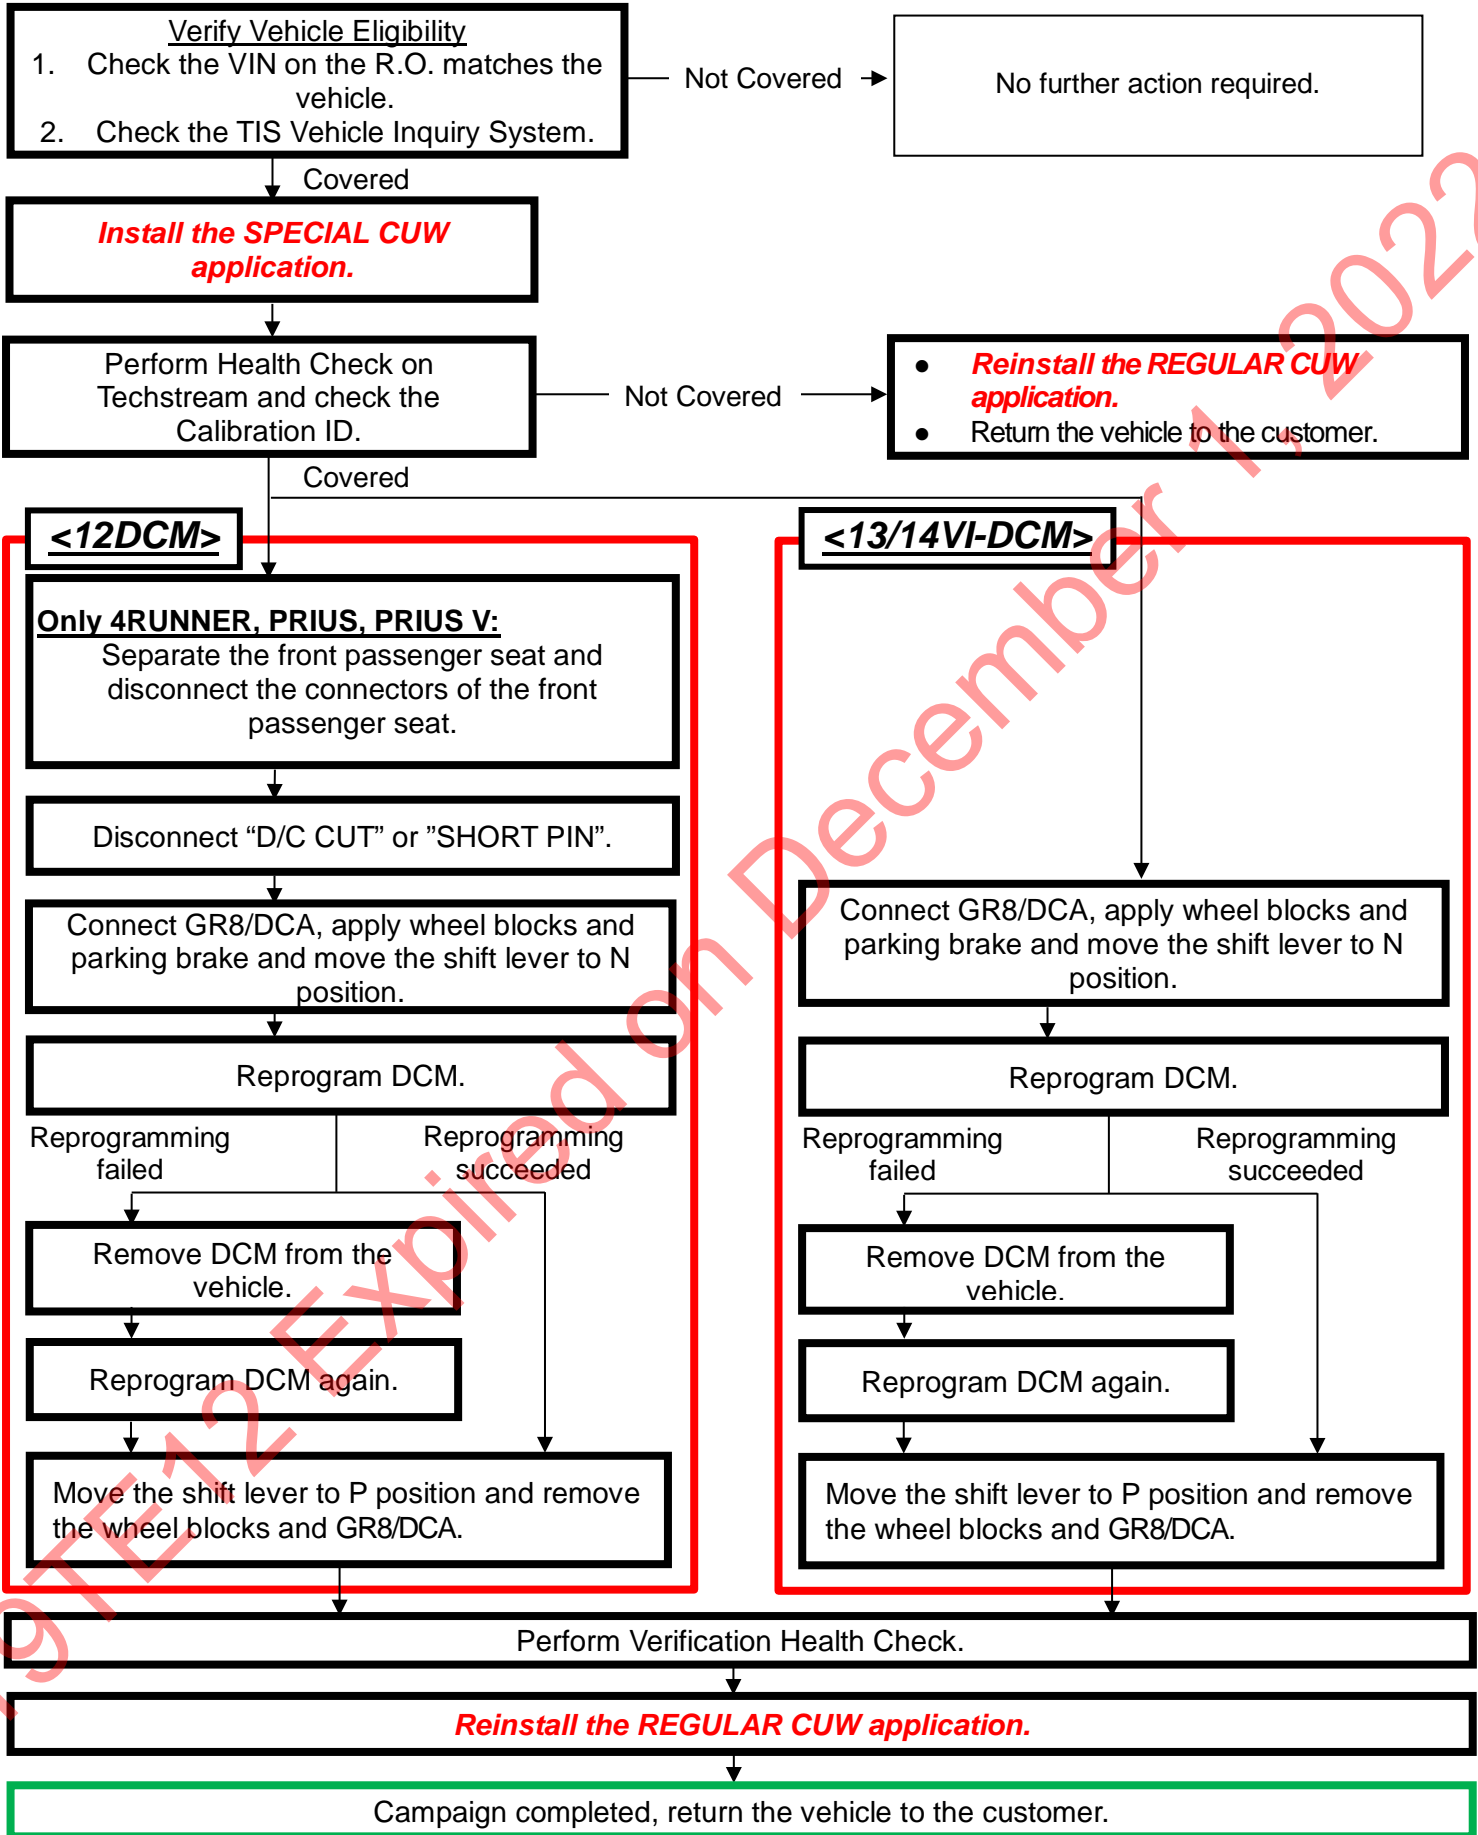 Verify Vehicle Eligibility
1. Check the VIN on the R.O. matches the
vehicle.
2. Check the TIS Vehicle Inquiry System.
Not Covered
No further action required.
Covered
Install the SPECIAL CUW
application.
Perform Health Check on
Techstream and check the
Calibration ID.
Not Covered
● Reinstall the REGULAR CUW
application.
● Return the vehicle to the customer.
Covered
<12DCM>
Only 4RUNNER, PRIUS, PRIUS V:
Separate the front passenger seat and
disconnect the connectors of the front
passenger seat.
Disconnect “D/C CUT” or ”SHORT PIN”.
Connect GR8/DCA, apply wheel blocks and
parking brake and move the shift lever to N
position.
Reprogram DCM.
Reprogramming
failed
Reprogramming
succeeded
Remove DCM from the
vehicle.
Reprogram DCM again.
Move the shift lever to P position and remove
the wheel blocks and GR8/DCA.
<13/14VI-DCM>
Connect GR8/DCA, apply wheel blocks and
parking brake and move the shift lever to N
position.
Reprogram DCM.
Reprogramming
failed
Reprogramming
succeeded
Remove DCM from the
vehicle.
Reprogram DCM again.
Move the shift lever to P position and remove
the wheel blocks and GR8/DCA.
Perform Verification Health Check.
Reinstall the REGULAR CUW application.
Campaign completed, return the vehicle to the customer.
19TE12 Expired on December 1, 2022